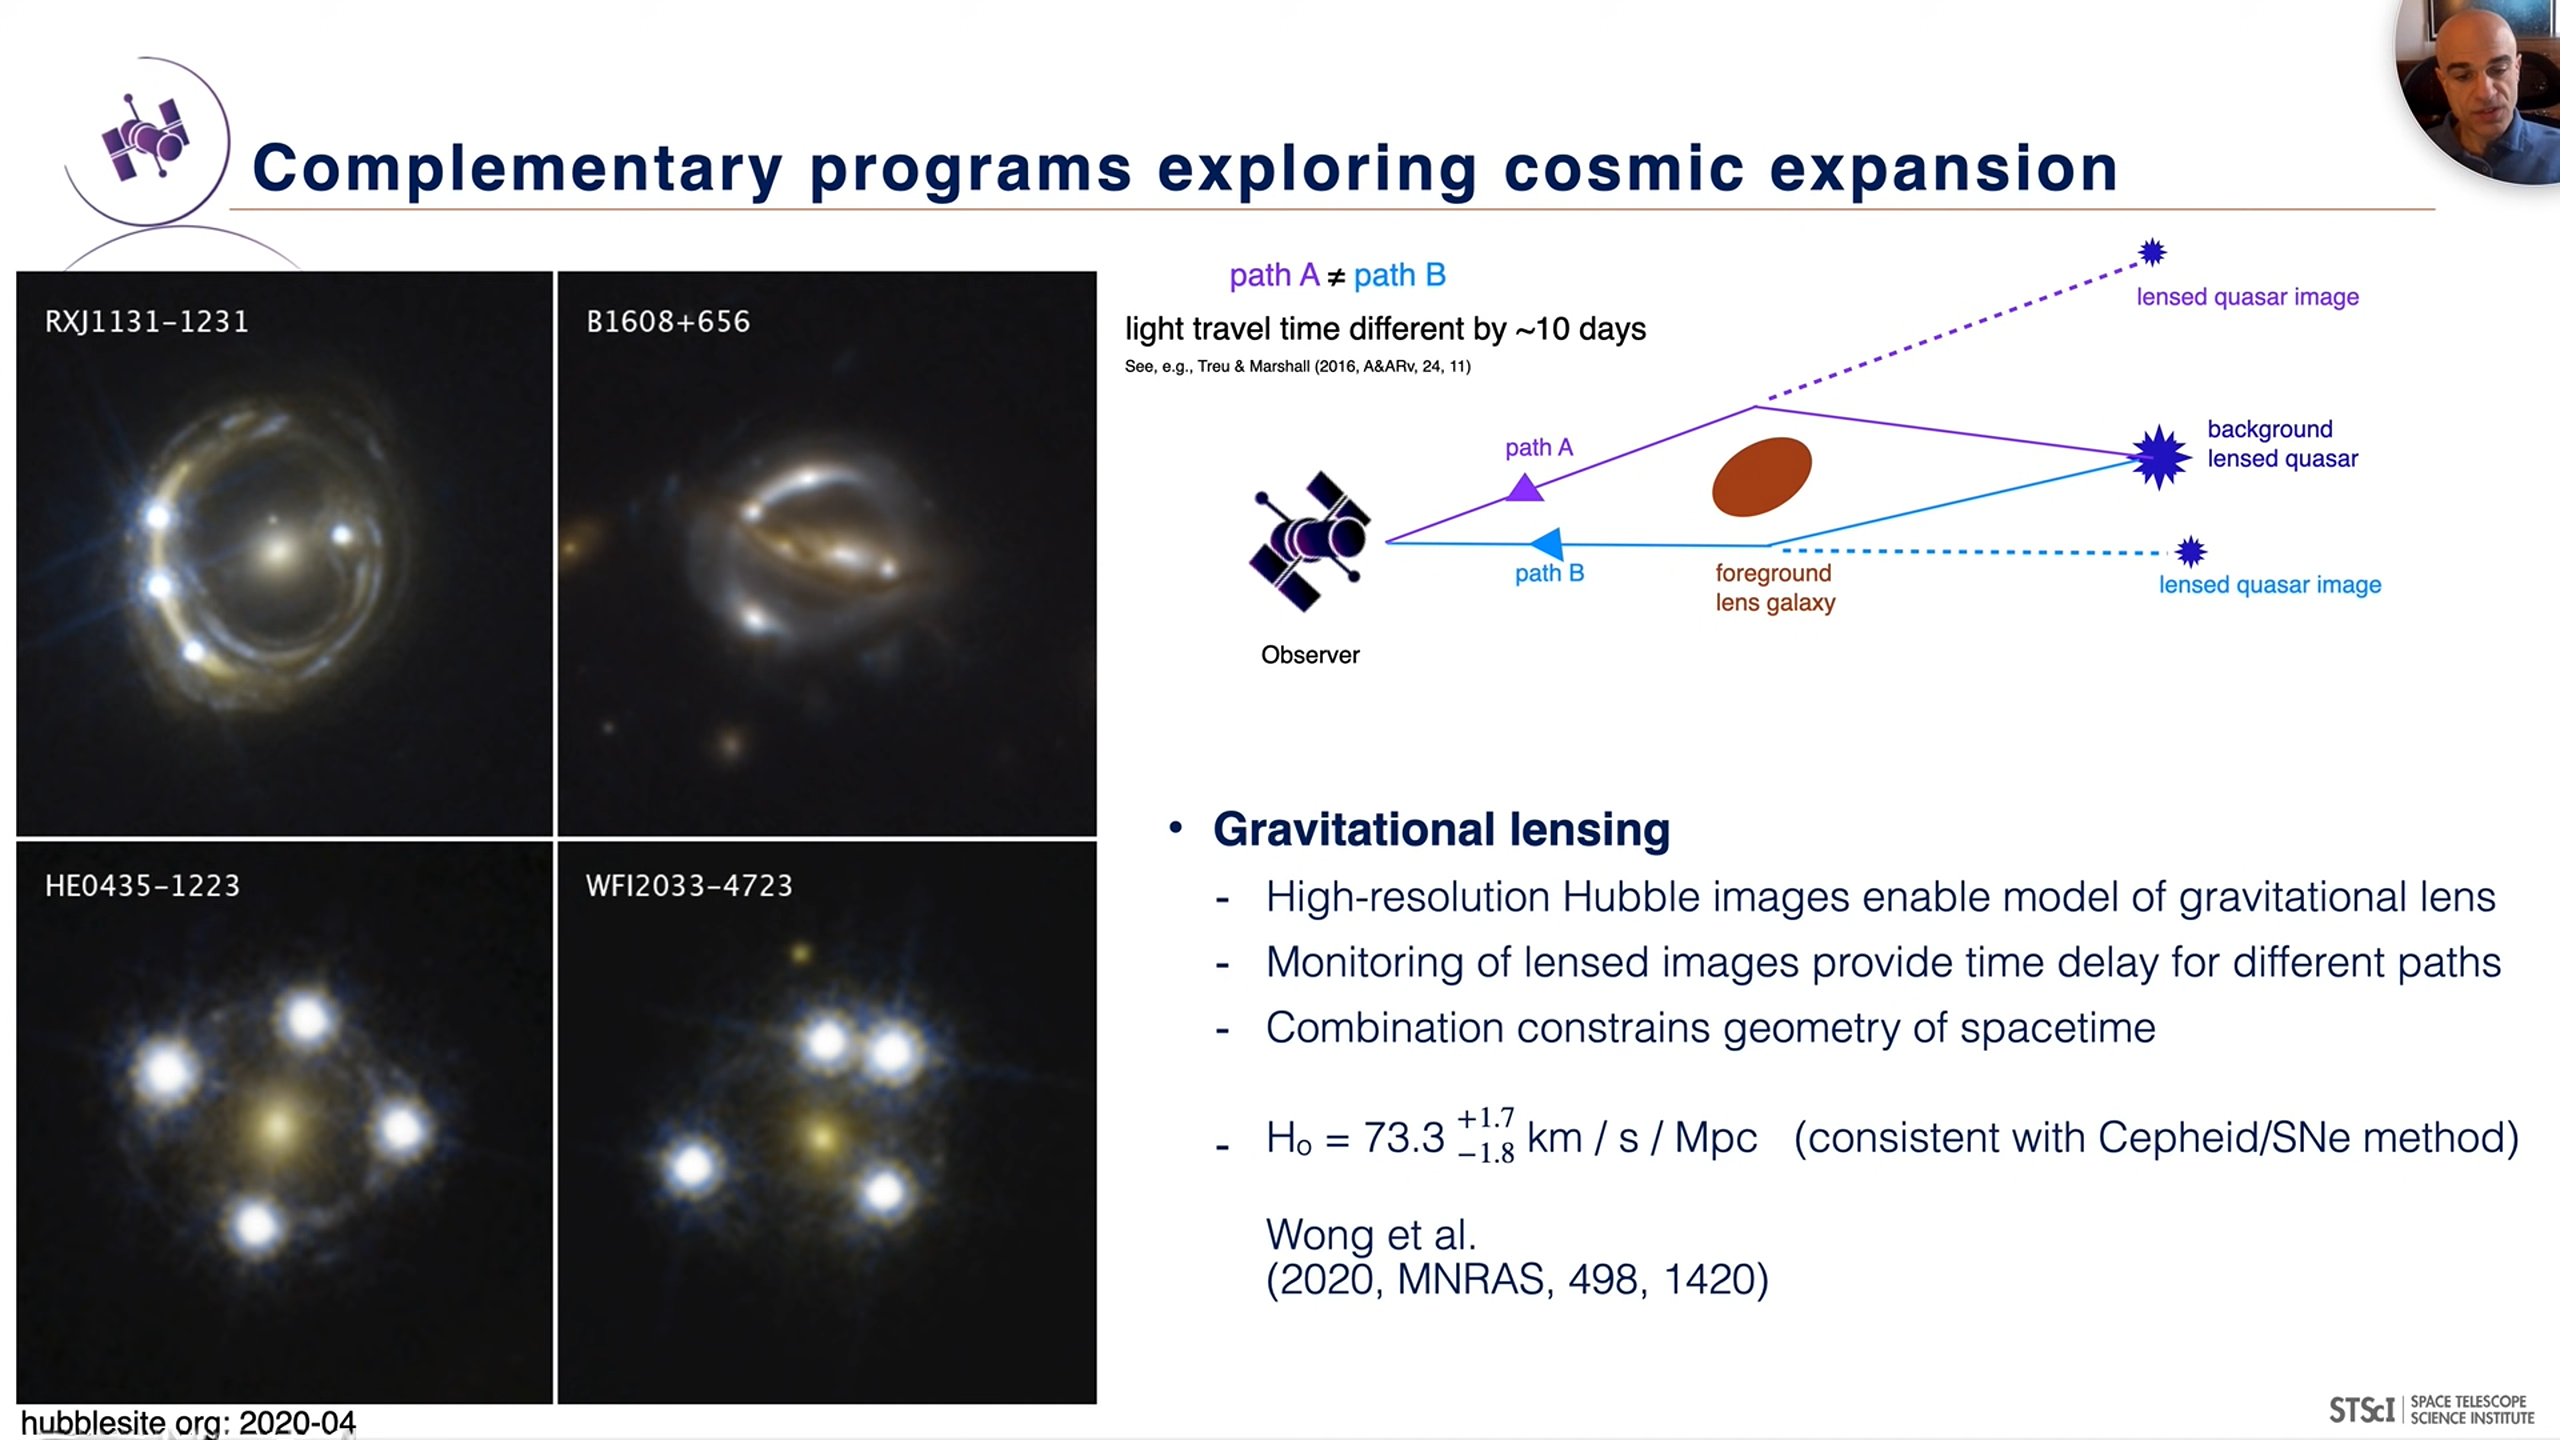 Complementary programs exploring cosmic expansion
RXJ1131–1231
B1608+656
HE0435–1223
WFI2033–4723
hubblesite org: 2020-04
path A ≠ path B
light travel time different by ~10 days
See, e.g., Treu & Marshall (2016, A&ARv, 24, 11)
lensed quasar image
background
lensed quasar
path A
path B
foreground
lens galaxy
lensed quasar image
Observer
• Gravitational lensing
- High-resolution Hubble images enable model of gravitational lens
- Monitoring of lensed images provide time delay for different paths
- Combination constrains geometry of spacetime
- H₀ = 73.3 +1.7 −1.8 km / s / Mpc (consistent with Cepheid/SNe method)
Wong et al.
(2020, MNRAS, 498, 1420)
STScI | SPACE TELESCOPE
SCIENCE INSTITUTE